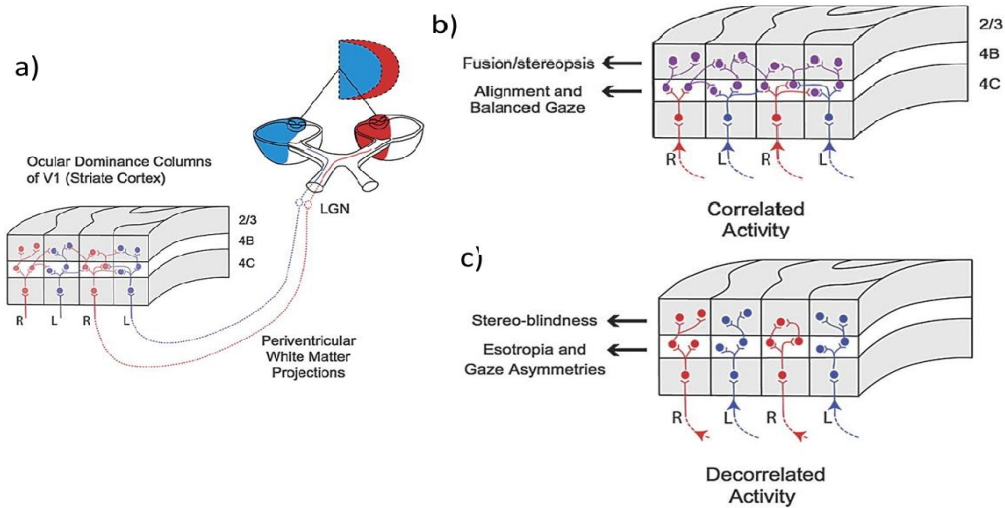 a)
Ocular Dominance Columns
of V1 (Striate Cortex)
LGN
2/3
4B
4C
R L R L
Periventricular
White Matter
Projections
b)
Fusion/stereopsis
Alignment and
Balanced Gaze
2/3
4B
4C
R L R L
Correlated
Activity
c)
Stereo-blindness
Esotropia and
Gaze Asymmetries
R L R L
Decorrelated
Activity